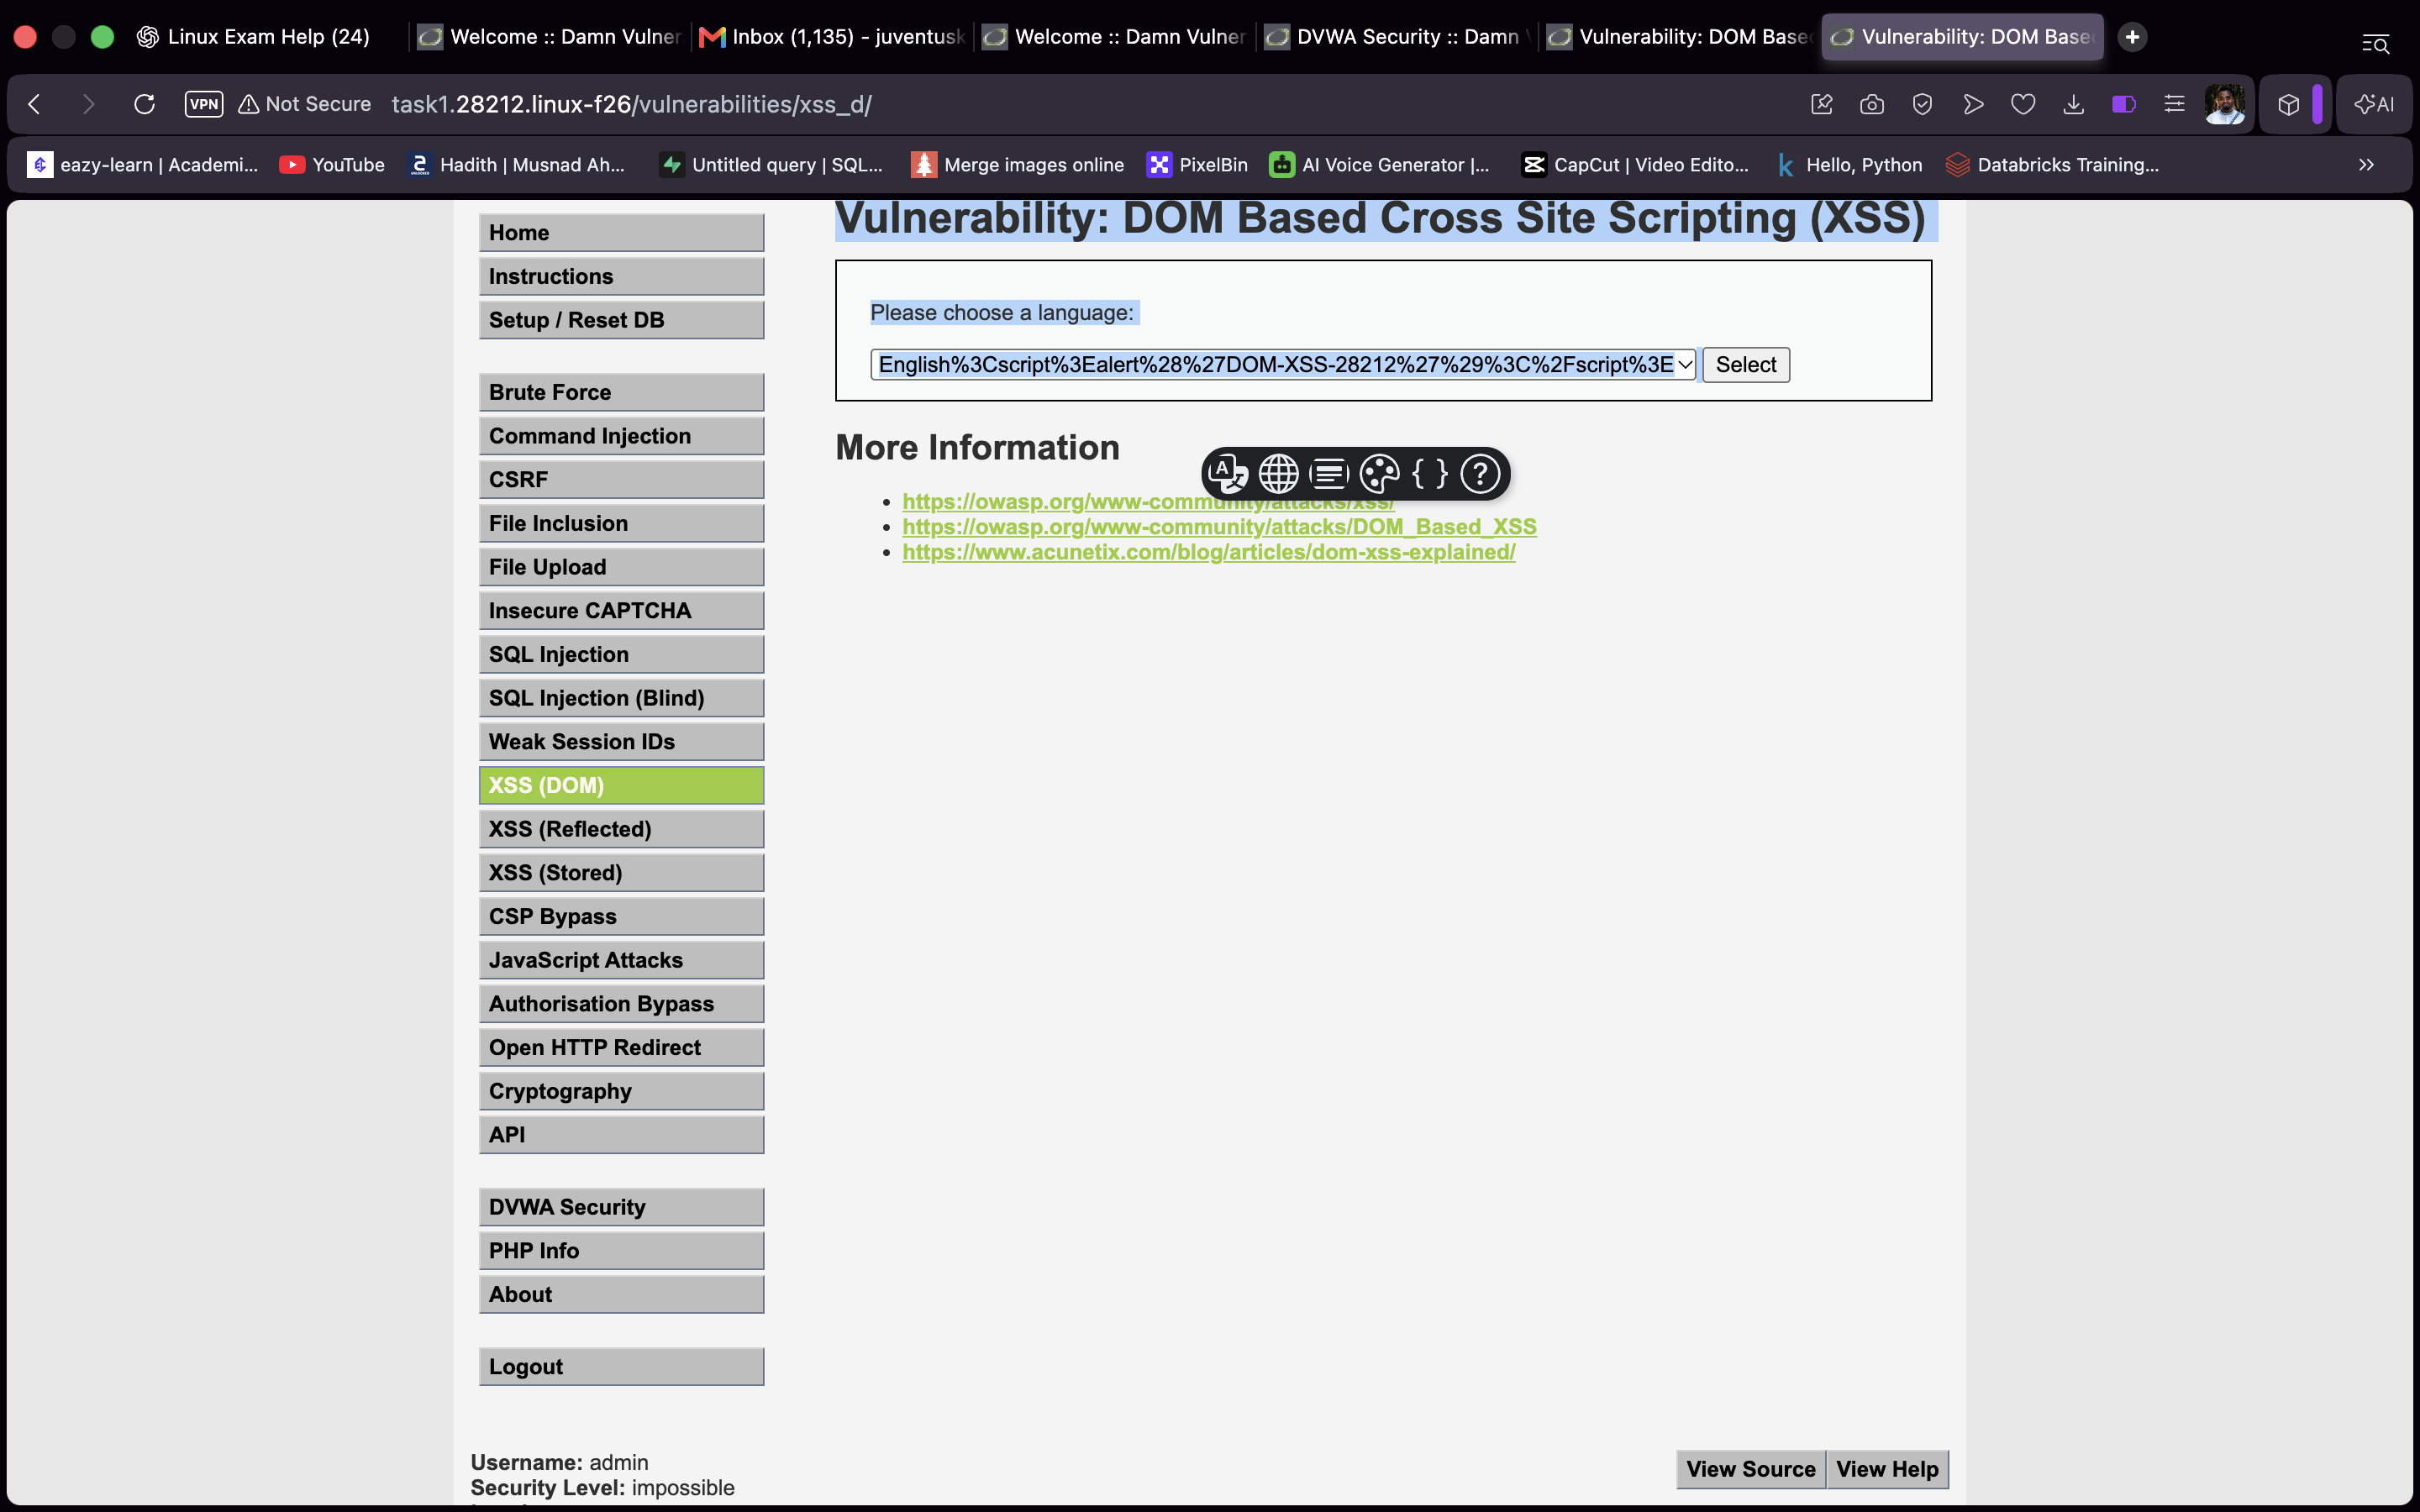 Linux Exam Help (24)
Welcome :: Damn Vulner
Inbox (1,135) - juventusk
Welcome :: Damn Vulner
DVWA Security :: Damn
Vulnerability: DOM Base
Vulnerability: DOM Base
VPN
Not Secure
task1.28212.linux-f26/vulnerabilities/xss_d/
AI
eazy-learn | Academi...
YouTube
Hadith | Musnad Ah...
Untitled query | SQL...
Merge images online
PixelBin
AI Voice Generator |...
CapCut | Video Edito...
Hello, Python
Databricks Training...
Home
Instructions
Setup / Reset DB
Brute Force
Command Injection
CSRF
File Inclusion
File Upload
Insecure CAPTCHA
SQL Injection
SQL Injection (Blind)
Weak Session IDs
XSS (DOM)
XSS (Reflected)
XSS (Stored)
CSP Bypass
JavaScript Attacks
Authorisation Bypass
Open HTTP Redirect
Cryptography
API
DVWA Security
PHP Info
About
Logout
Vulnerability: DOM Based Cross Site Scripting (XSS)
Please choose a language:
English%3Cscript%3Ealert%28%27DOM-XSS-28212%27%29%3C%2Fscript%3E
Select
More Information
https://owasp.org/www-community/attacks/xss/
https://owasp.org/www-community/attacks/DOM_Based_XSS
https://www.acunetix.com/blog/articles/dom-xss-explained/
Username: admin
Security Level: impossible
View Source
View Help